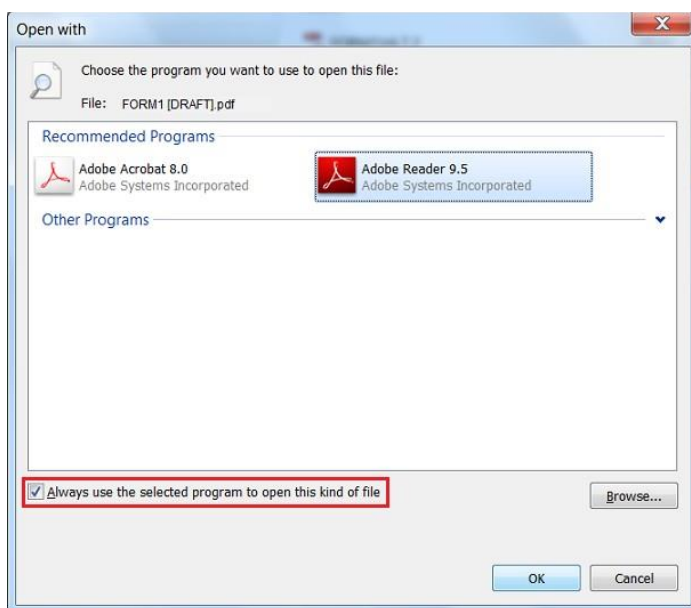 Open with
Choose the program you want to use to open this file:
File: FORM1 [DRAFT].pdf
Recommended Programs
Adobe Acrobat 8.0
Adobe Systems Incorporated
Adobe Reader 9.5
Adobe Systems Incorporated
Other Programs
Always use the selected program to open this kind of file
Browse...
OK
Cancel